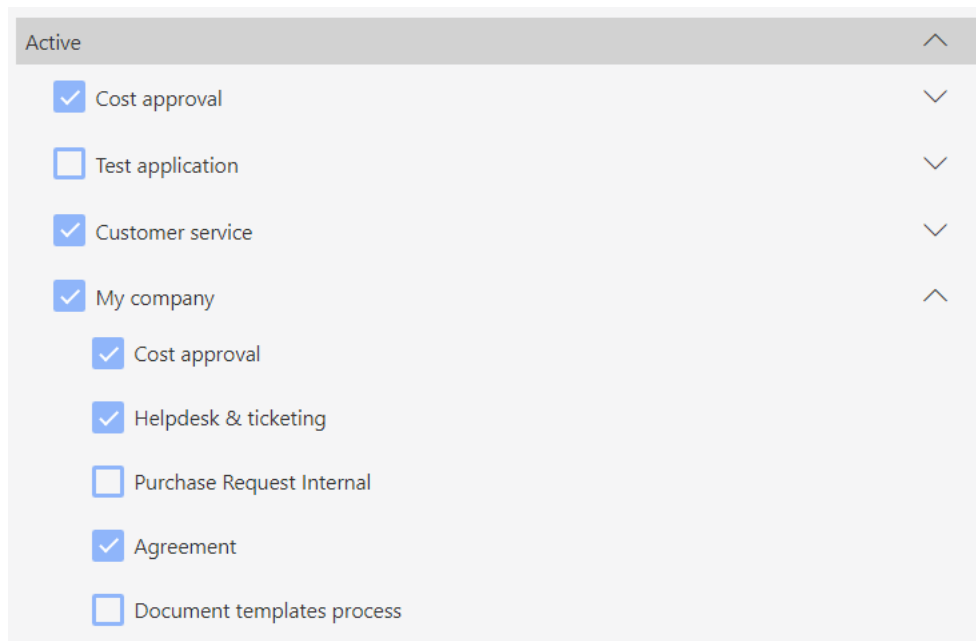 Active
Cost approval
Test application
Customer service
My company
Cost approval
Helpdesk & ticketing
Purchase Request Internal
Agreement
Document templates process